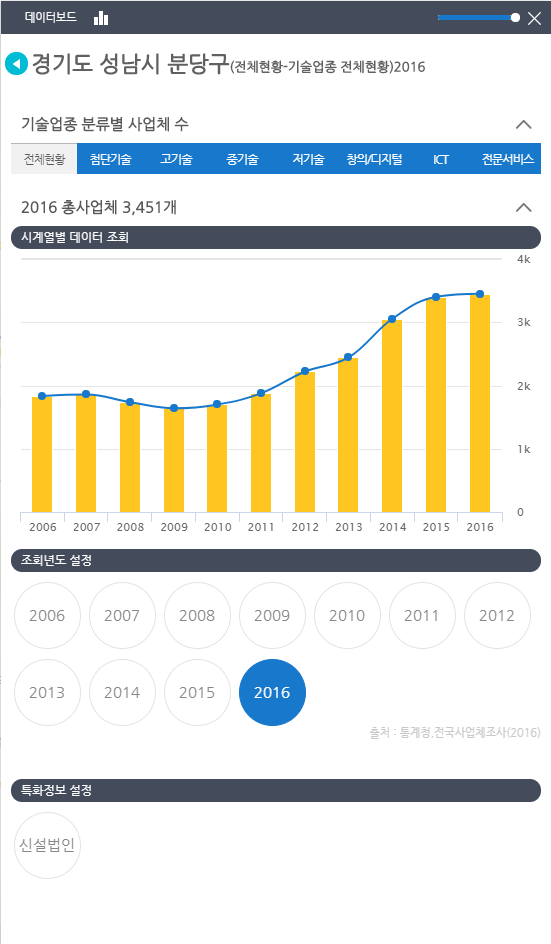 데이터보드
경기도 성남시 분당구(전체현황-기술업종 전체현황)2016
기술업종 분류별 사업체 수
전체현황 첨단기술 고기술 중기술 저기술 창의/디지털 ICT 전문서비스
2016 총사업체 3,451개
시계열별 데이터 조회
4k
3k
2k
1k
0
2006 2007 2008 2009 2010 2011 2012 2013 2014 2015 2016
조회년도 설정
2006 2007 2008 2009 2010 2011 2012
2013 2014 2015 2016
출처 : 통계청,전국사업체조사(2016)
특화정보 설정
신설법인